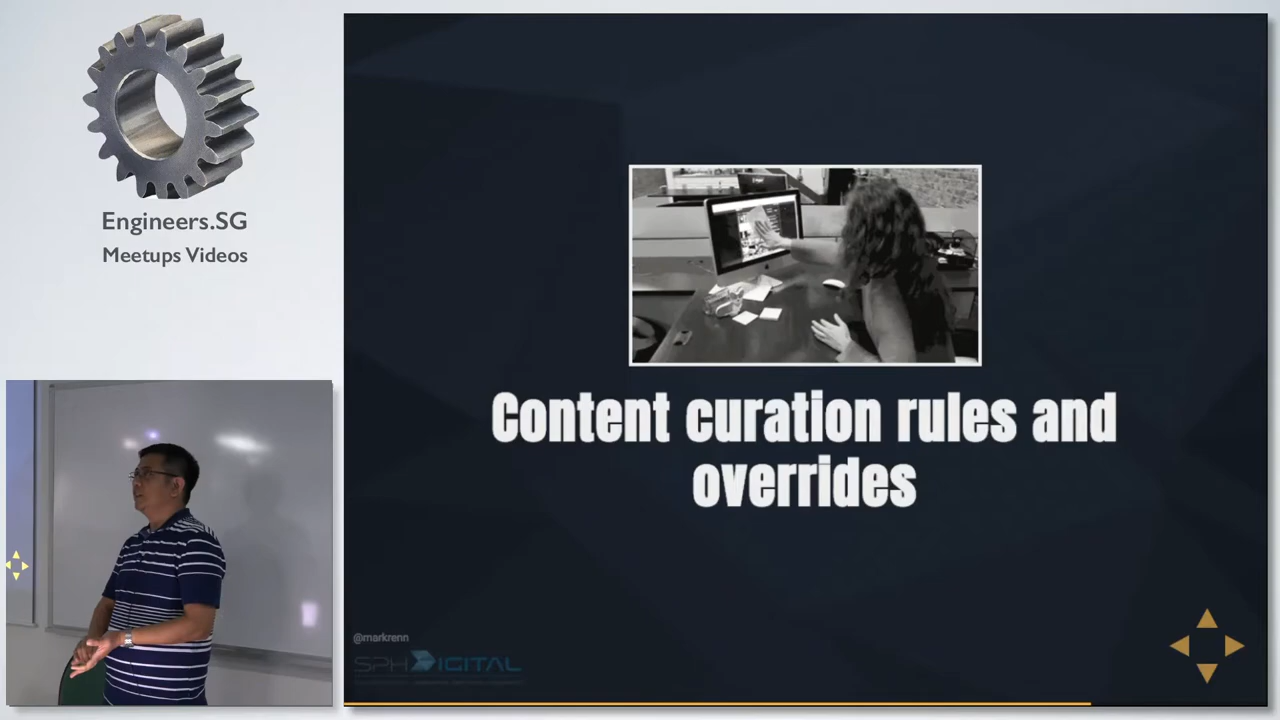 Engineers.SG
Meetups Videos
Content curation rules and
overrides
@markrenn
SPH DIGITAL